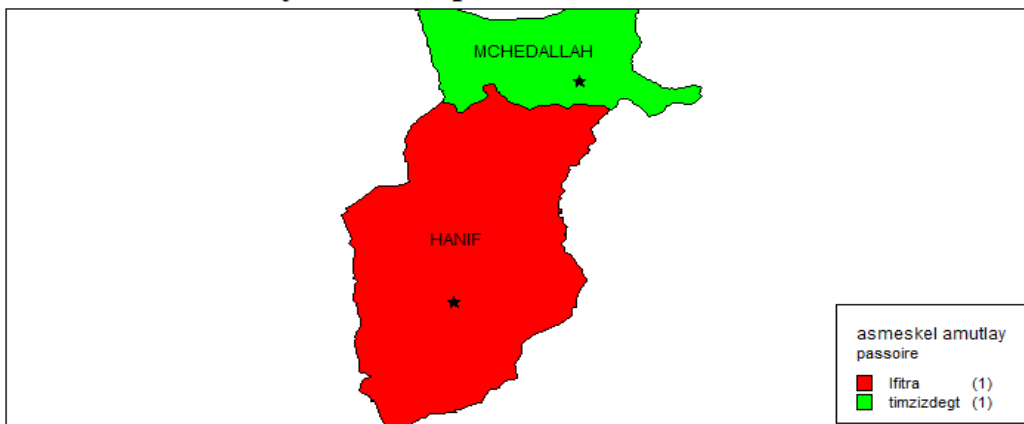 MCHEDALLAH
HANIF
asmeskel amutlay
passoire
lfitra (1)
timzizdegt (1)